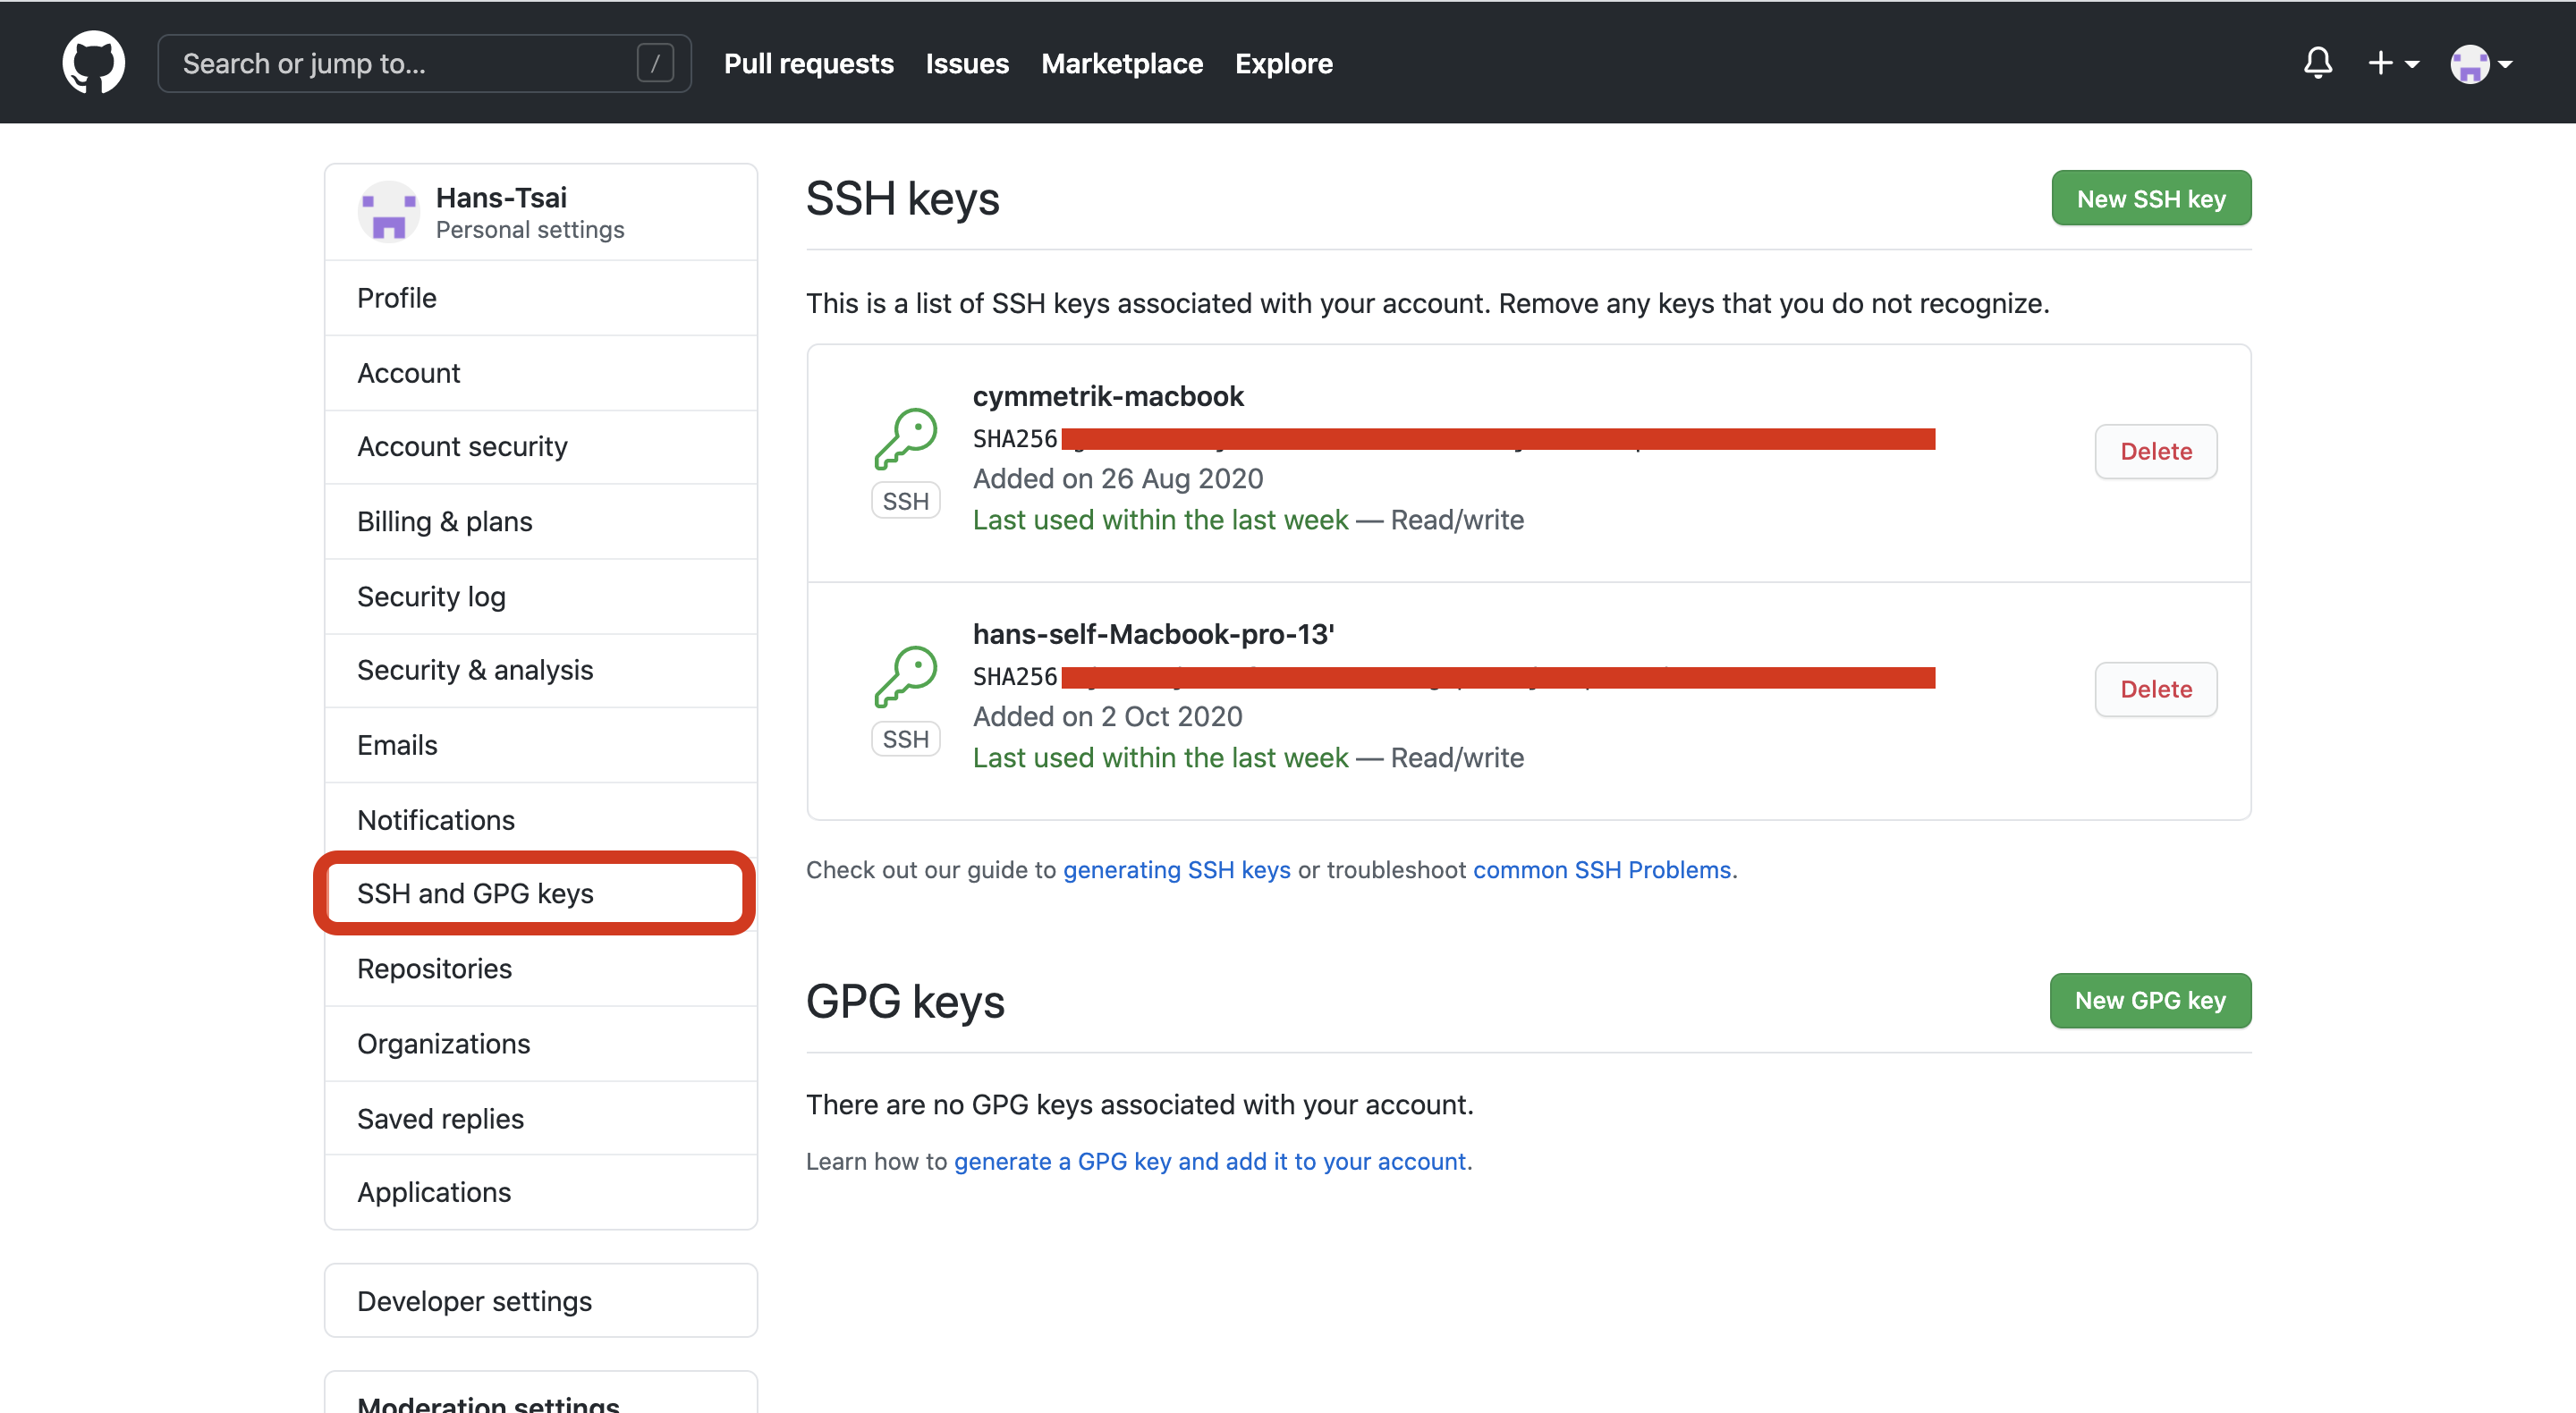 Search or jump to... /
Pull requests Issues Marketplace Explore
Hans-Tsai
Personal settings
Profile
Account
Account security
Billing & plans
Security log
Security & analysis
Emails
Notifications
SSH and GPG keys
Repositories
Organizations
Saved replies
Applications
Developer settings
Moderation settings
SSH keys
New SSH key
This is a list of SSH keys associated with your account. Remove any keys that you do not recognize.
cymmetrik-macbook
SHA256
Added on 26 Aug 2020
Last used within the last week — Read/write
SSH
Delete
hans-self-Macbook-pro-13'
SHA256
Added on 2 Oct 2020
Last used within the last week — Read/write
SSH
Delete
Check out our guide to generating SSH keys or troubleshoot common SSH Problems.
GPG keys
New GPG key
There are no GPG keys associated with your account.
Learn how to generate a GPG key and add it to your account.